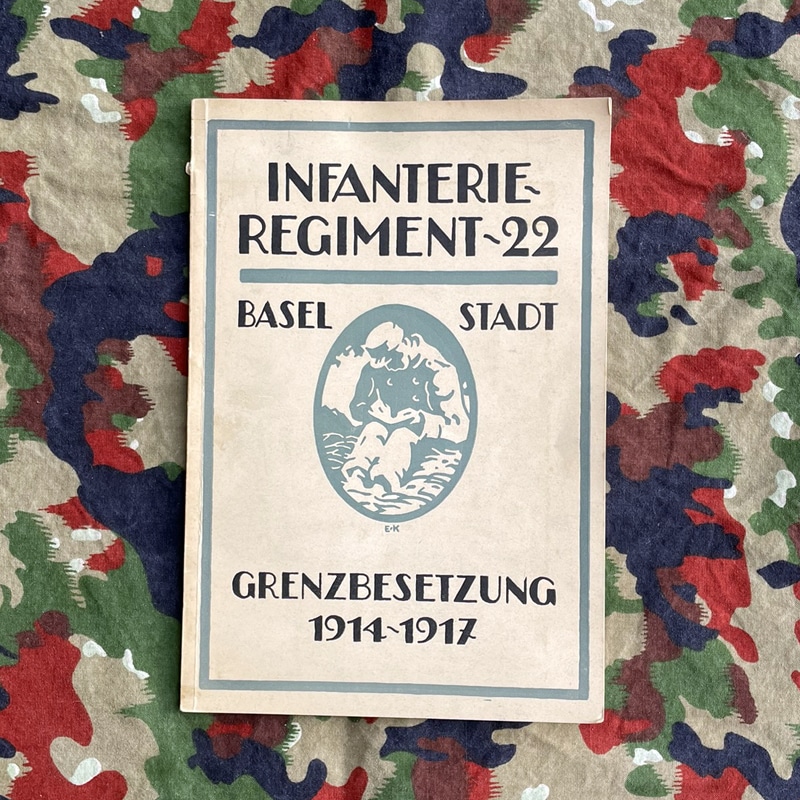 INFANTERIE~
REGIMENT~22
BASEL STADT
E·K
GRENZBESETZUNG
1914~1917